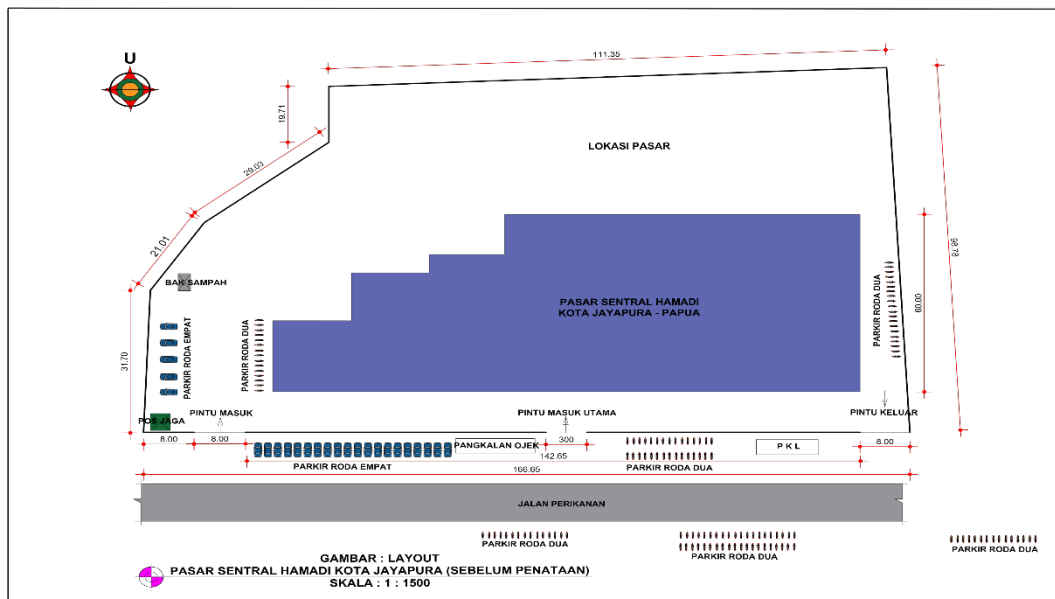 U
111.35
19.71
29.03
LOKASI PASAR
21.01
98.78
BAK SAMPAH
PASAR SENTRAL HAMADI
KOTA JAYAPURA - PAPUA
60.00
PARKIR RODA DUA
PARKIR RODA EMPAT
PARKIR RODA DUA
31.70
POS JAGA
PINTU MASUK
PINTU MASUK UTAMA
PINTU KELUAR
8.00
8.00
PANGKALAN OJEK
300
P K L
8.00
142.65
PARKIR RODA EMPAT
PARKIR RODA DUA
166.65
JALAN PERIKANAN
PARKIR RODA DUA
PARKIR RODA DUA
PARKIR RODA DUA
GAMBAR : LAYOUT
PASAR SENTRAL HAMADI KOTA JAYAPURA (SEBELUM PENATAAN)
SKALA : 1 : 1500